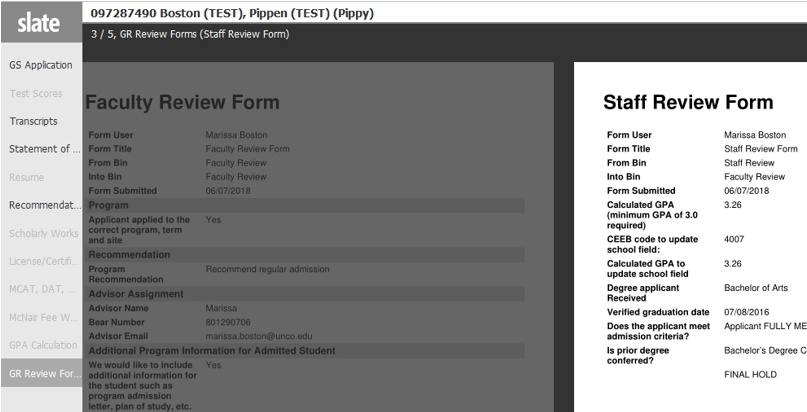 slate
097287490 Boston (TEST), Pippen (TEST) (Pippy)
3 / 5, GR Review Forms (Staff Review Form)
GS Application
Test Scores
Transcripts
Statement of ...
Resume
Recommendat...
Scholarly Works
License/Certifi...
MCAT, DAT, ...
McNair Fee W...
GPA Calculation
GR Review For...
Faculty Review Form
Form User Marissa Boston
Form Title Faculty Review Form
From Bin Faculty Review
Into Bin Faculty Review
Form Submitted 06/07/2018
Program
Applicant applied to the Yes
correct program, term
and site
Recommendation
Program Recommend regular admission
Recommendation
Advisor Assignment
Advisor Name Marissa
Bear Number 801290706
Advisor Email marissa.boston@unco.edu
Additional Program Information for Admitted Student
We would like to include Yes
additional information for
the student such as
program admission
letter, plan of study, etc.
Staff Review Form
Form User Marissa Boston
Form Title Staff Review Form
From Bin Staff Review
Into Bin Faculty Review
Form Submitted 06/07/2018
Calculated GPA 3.26
(minimum GPA of 3.0
required)
CEEB code to update 4007
school field:
Calculated GPA to 3.26
update school field
Degree applicant Bachelor of Arts
Received
Verified graduation date 07/08/2016
Does the applicant meet Applicant FULLY ME
admission criteria?
Is prior degree Bachelor's Degree C
conferred?
FINAL HOLD